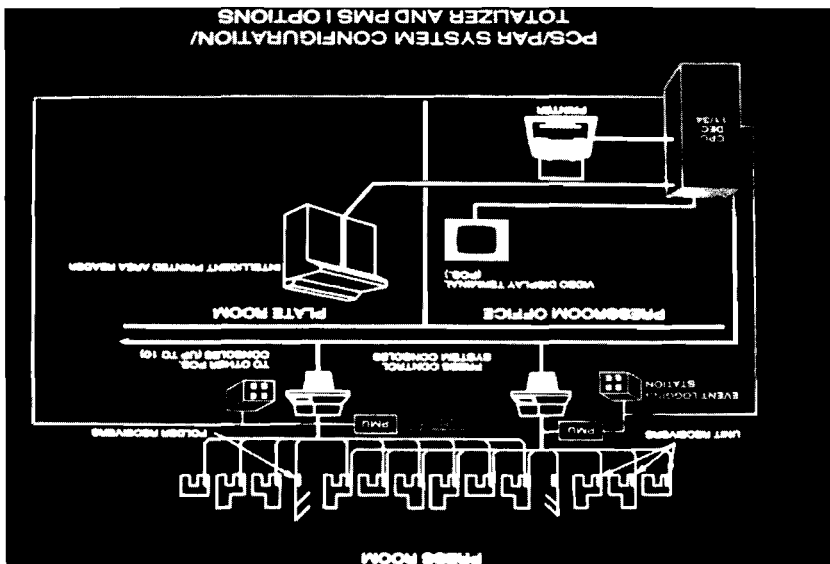 PRESS ROOM
UNIT RECEIVERS
FOLDER RECEIVERS
PMU
PMU
EVENT LOGGING
STATION
PRESS CONTROL
SYSTEM CONSOLES
TO OTHER PCS.
CONSOLES (UP TO 10)
PRESSROOM OFFICE
PLATE ROOM
VIDEO DISPLAY TERMINAL
(PCS.)
INTELLIGENT PRINTED AREA READER
CPU
DEC
11/34
PRINTER
PCS/PAR SYSTEM CONFIGURATION/
TOTALIZER AND PMS I OPTIONS